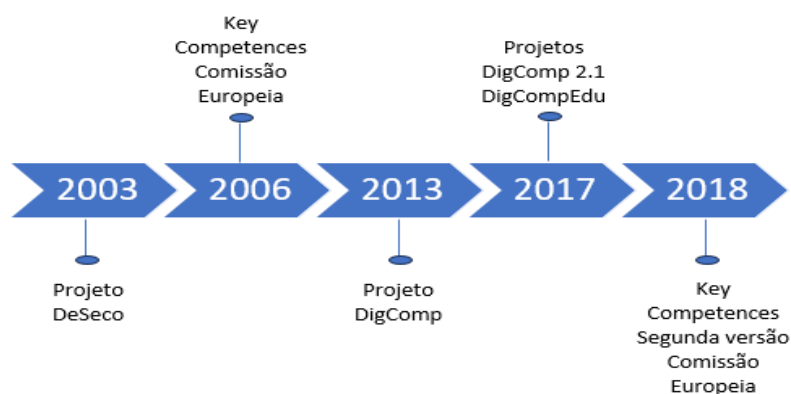 Key
Competences
Comissão
Europeia
Projetos
DigComp 2.1
DigCompEdu
2003
2006
2013
2017
2018
Projeto
DeSeco
Projeto
DigComp
Key
Competences
Segunda versão
Comissão
Europeia